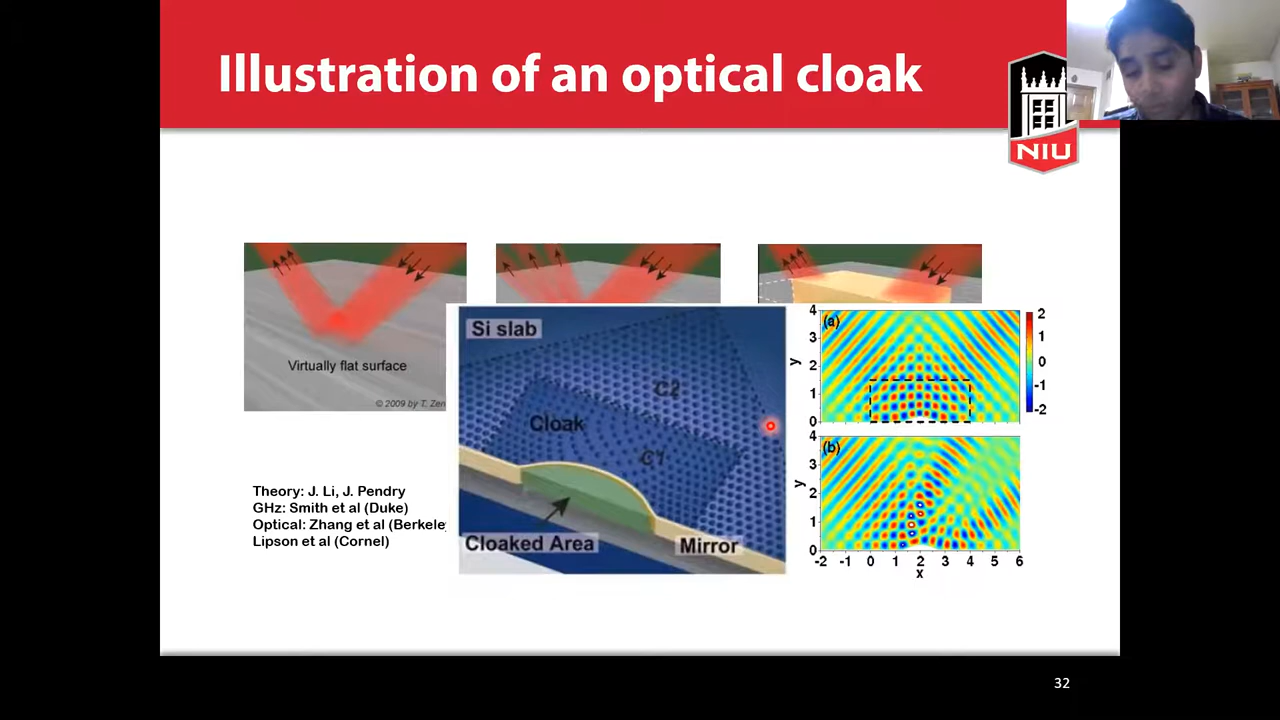 Illustration of an optical cloak
NIU
Virtually flat surface
© 2009 by T. Zen
Si slab
C2
Cloak
C1
Cloaked Area
Mirror
(a)
4
3
2
1
0
y
2
1
0
-1
-2
(b)
4
3
2
1
0
y
-2 -1 0 1 2 3 4 5 6
x
Theory: J. Li, J. Pendry
GHz: Smith et al (Duke)
Optical: Zhang et al (Berkele
Lipson et al (Cornel)
32